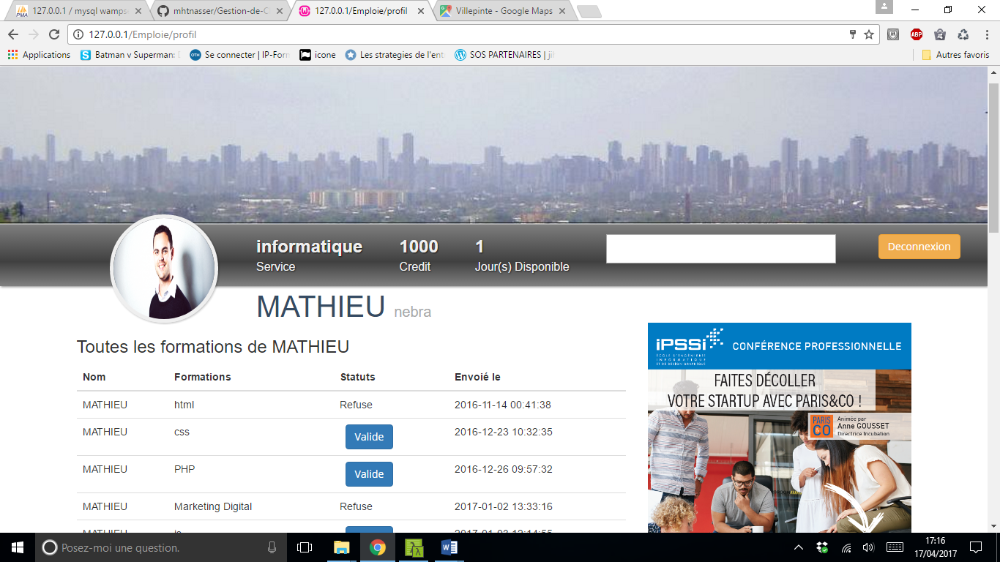 127.0.0.1 / mysql wamps
mhtnasser/Gestion-de-C
127.0.0.1/Emploie/profil
Villepinte - Google Maps
127.0.0.1/Emploie/profil
Applications
Batman v Superman:
Se connecter | IP-Form
icone
Les strategies de l'ent
SOS PARTENAIRES | ji
Autres favoris
informatique
Service
1000
Credit
1
Jour(s) Disponible
Deconnexion
MATHIEU nebra
Toutes les formations de MATHIEU
Nom Formations Statuts Envoié le
MATHIEU html Refuse 2016-11-14 00:41:38
MATHIEU css Valide 2016-12-23 10:32:35
MATHIEU PHP Valide 2016-12-26 09:57:32
MATHIEU Marketing Digital Refuse 2017-01-02 13:33:16
iPSSi
ÉCOLE D'INGÉNIERIE
INFORMATIQUE
ET DE DESIGN GRAPHIQUE
CONFÉRENCE PROFESSIONNELLE
FAITES DÉCOLLER
VOTRE STARTUP AVEC PARIS&CO !
PARIS
CO
Animée par
Anne GOUSSET
Directrice Incubation
Posez-moi une question.
17:16
17/04/2017